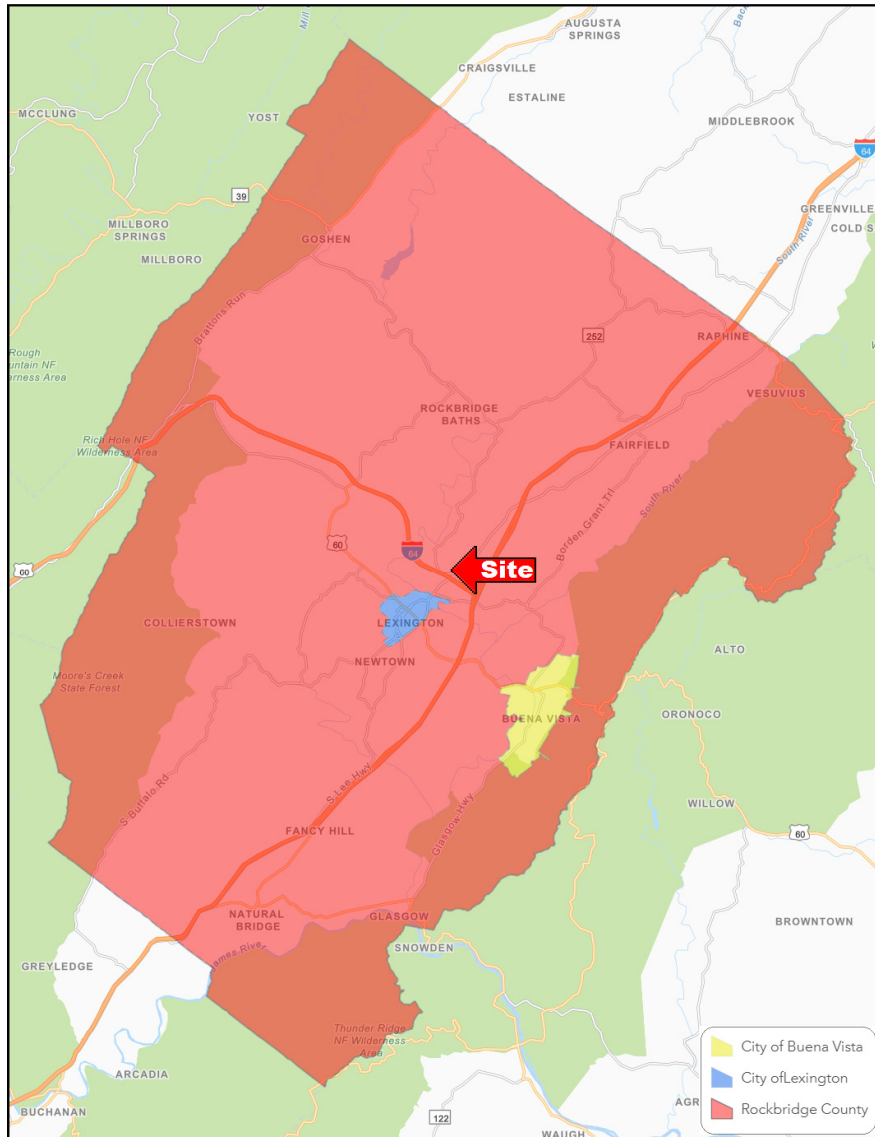 AUGUSTA
SPRINGS
CRAIGSVILLE
ESTALINE
MCCLUNG
YOST
MIDDLEBROOK
64
39
GREENVILLE
MILLBORO
SPRINGS
COLD S
South River
MILLBORO
GOSHEN
Brattons Run
252
RAPHINE
Rough
untain NF
erness Area
VESUVIUS
ROCKBRIDGE
BATHS
Rich Hole NF
Wilderness Area
FAIRFIELD
South River
Borden Grant Trl
60
64
Site
60
COLLIERSTOWN
LEXINGTON
NEWTOWN
ALTO
Moore's Creek
State Forest
BUENA VISTA
ORONOCO
S Buffalo Rd
S Lee Hwy
Glasgow Hwy
WILLOW
FANCY HILL
60
NATURAL
BRIDGE
GLASGOW
BROWNTOWN
SNOWDEN
James River
GREYLEDGE
Thunder Ridge
NF Wilderness
Area
City of Buena Vista
ARCADIA
City ofLexington
BUCHANAN
AGR
Rockbridge County
122
WAUGH